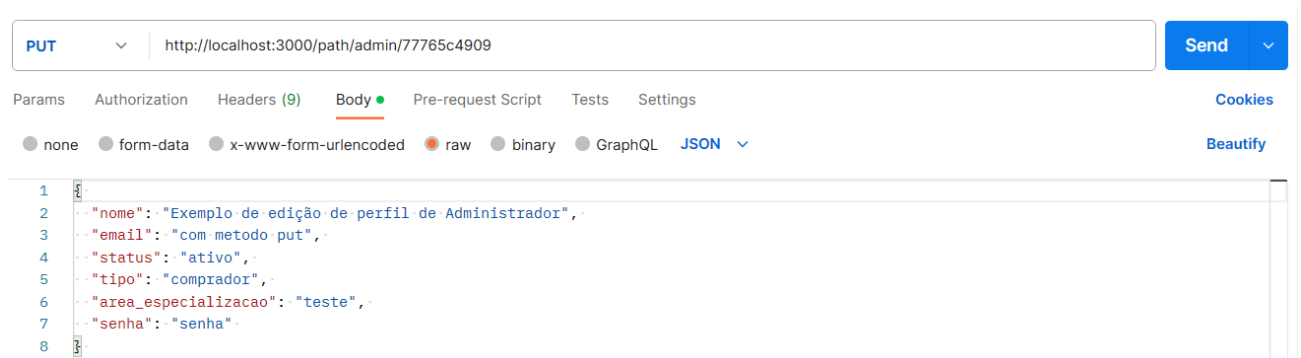 PUT http://localhost:3000/path/admin/77765c4909 Send
Params Authorization Headers (9) Body Pre-request Script Tests Settings Cookies
none form-data x-www-form-urlencoded raw binary GraphQL JSON Beautify
1 {
2 "nome": "Exemplo de edição de perfil de Administrador",
3 "email": "com metodo put",
4 "status": "ativo",
5 "tipo": "comprador",
6 "area_especializacao": "teste",
7 "senha": "senha"
8 }